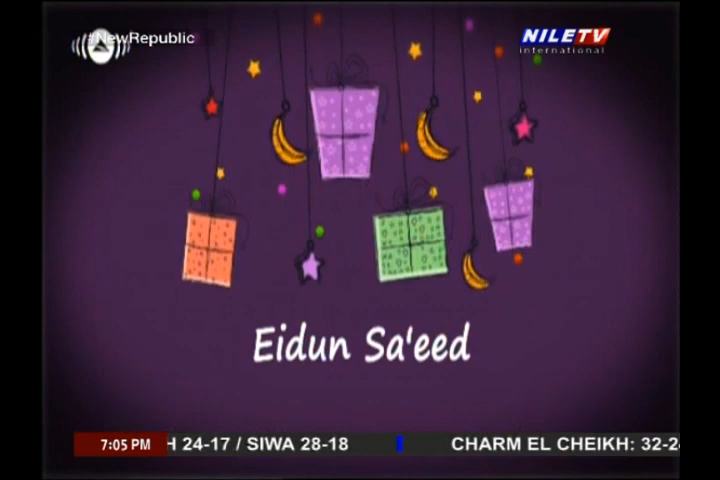 #NewRepublic
NILETV
international
Eidun Sa'eed
7:05 PM
H 24-17 / SIWA 28-18
CHARM EL CHEIKH: 32-2